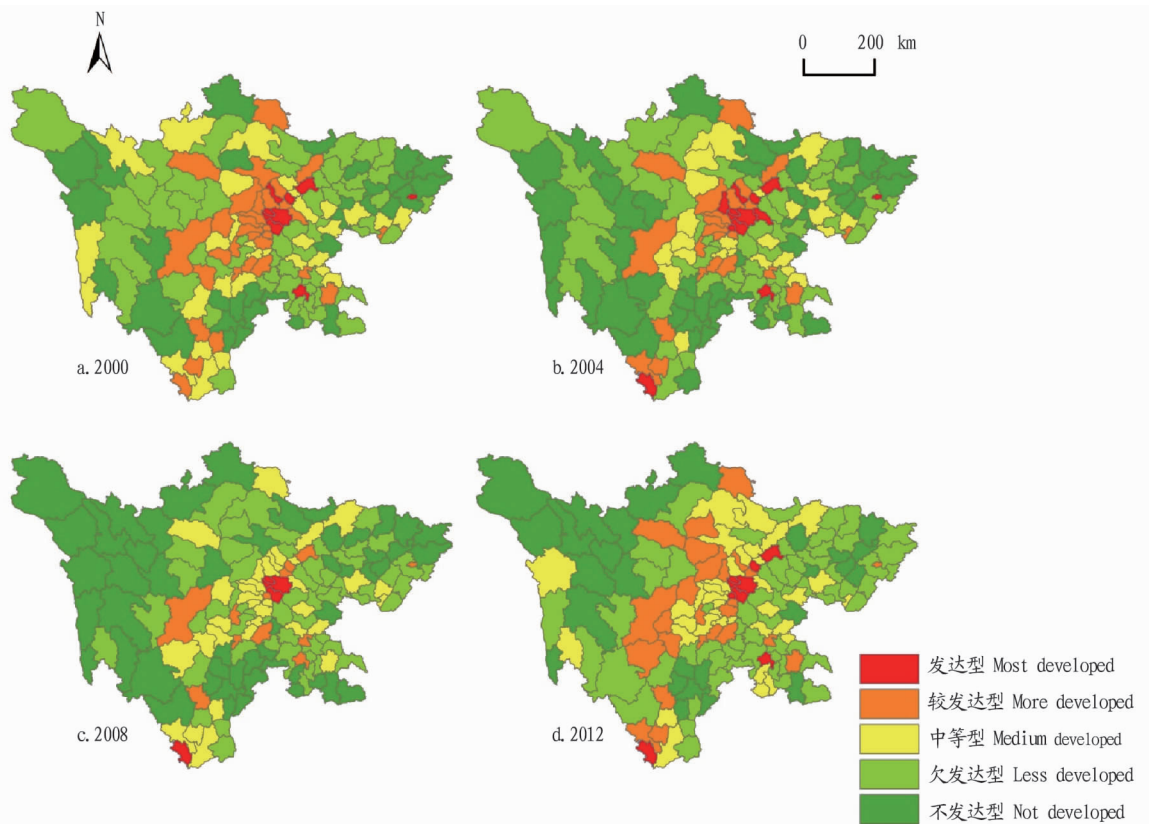 N
0 200 km
a. 2000
b. 2004
c. 2008
d. 2012
发达型 Most developed
较发达型 More developed
中等型 Medium developed
欠发达型 Less developed
不发达型 Not developed